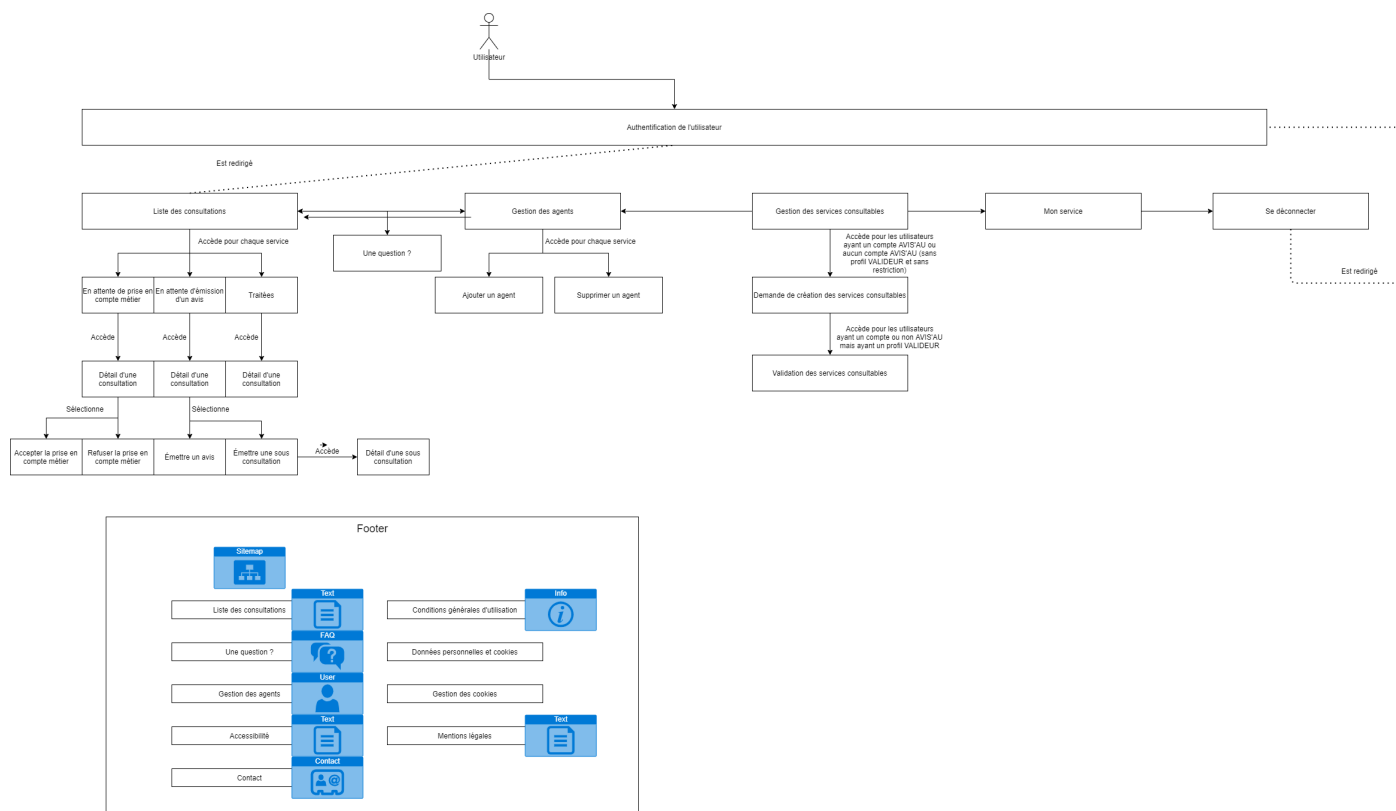 Utilisateur
Authentification de l'utilisateur
Est redirigé
Liste des consultations
Gestion des agents
Gestion des services consultables
Mon service
Se déconnecter
Accède pour chaque service
Une question ?
Accède pour chaque service
Accède pour les utilisateurs
ayant un compte AVIS'AU ou
aucun compte AVIS'AU (sans
profil VALIDEUR et sans
restriction)
Est redirigé
En attente de prise en
compte métier
En attente d'émission
d'un avis
Traitées
Ajouter un agent
Supprimer un agent
Demande de création des services consultables
Accède
Accède
Accède
Accède pour les utilisateurs
ayant un compte ou non AVIS'AU
mais ayant un profil VALIDEUR
Détail d'une
consultation
Détail d'une
consultation
Détail d'une
consultation
Validation des services consultables
Sélectionne
Sélectionne
Accepter la prise en
compte métier
Refuser la prise en
compte métier
Émettre un avis
Émettre une sous
consultation
Accède
Détail d'une sous
consultation
Footer
Sitemap
Text
Liste des consultations
Info
Conditions générales d'utilisation
FAQ
Une question ?
Données personnelles et cookies
User
Gestion des agents
Gestion des cookies
Text
Accessibilité
Text
Mentions légales
Contact
Contact